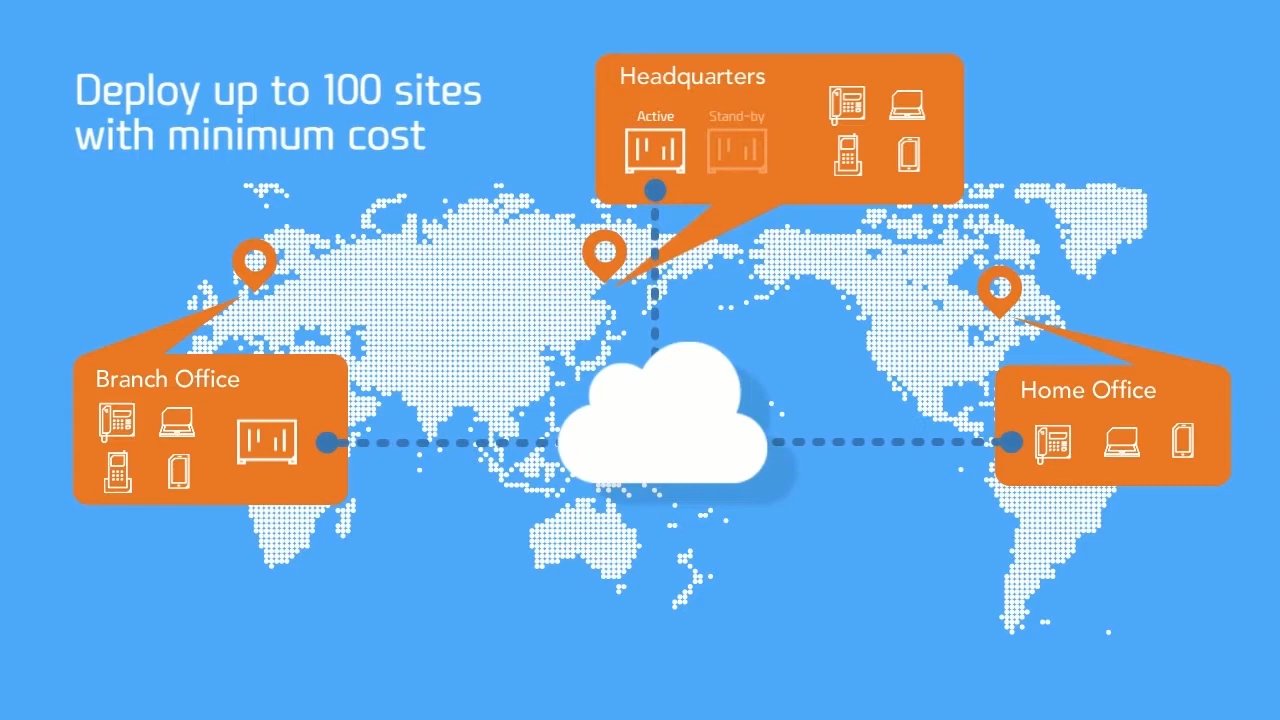 Deploy up to 100 sites
with minimum cost
Headquarters
Active
Stand-by
Branch Office
Home Office